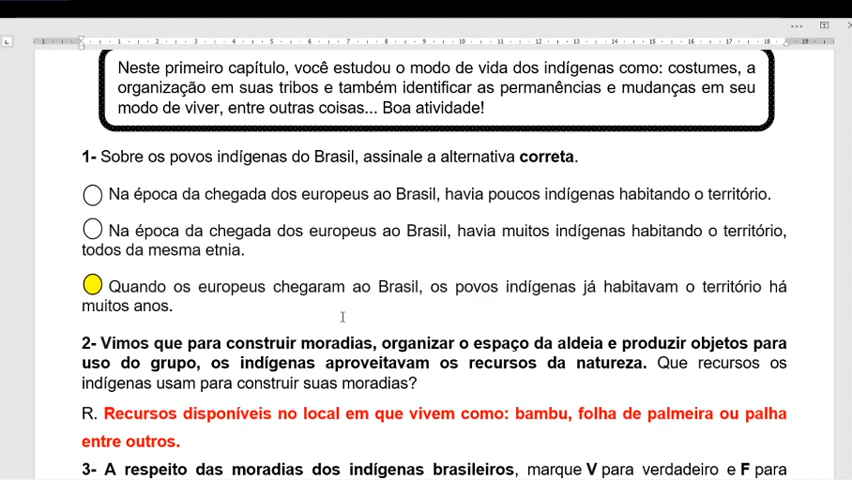 Neste primeiro capítulo, você estudou o modo de vida dos indígenas como: costumes, a
organização em suas tribos e também identificar as permanências e mudanças em seu
modo de viver, entre outras coisas... Boa atividade!
1- Sobre os povos indígenas do Brasil, assinale a alternativa correta.
Na época da chegada dos europeus ao Brasil, havia poucos indígenas habitando o território.
Na época da chegada dos europeus ao Brasil, havia muitos indígenas habitando o território,
todos da mesma etnia.
Quando os europeus chegaram ao Brasil, os povos indígenas já habitavam o território há
muitos anos.
2- Vimos que para construir moradias, organizar o espaço da aldeia e produzir objetos para
uso do grupo, os indígenas aproveitavam os recursos da natureza. Que recursos os
indígenas usam para construir suas moradias?
R. Recursos disponíveis no local em que vivem como: bambu, folha de palmeira ou palha
entre outros.
3- A respeito das moradias dos indígenas brasileiros, marque V para verdadeiro e F para